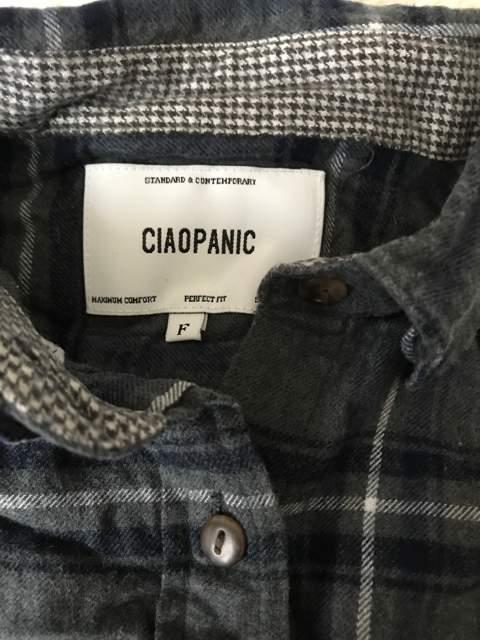 STANDARD & CONTEMPORARY
CIAOPANIC
MAXIMUM COMFORT PERFECT FIT
F